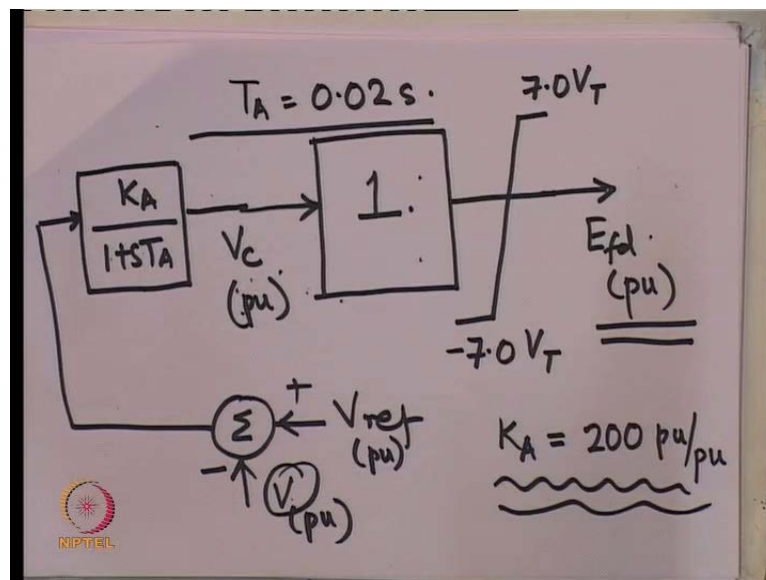 T_A = 0.02 s.
7.0 V_T
K_A
1+sT_A
V_C
(pu)
1.
E_fd.
(pu)
-7.0 V_T
+
Σ
V_ref
(pu)
-
V
(pu)
K_A = 200 pu/pu
NPTEL